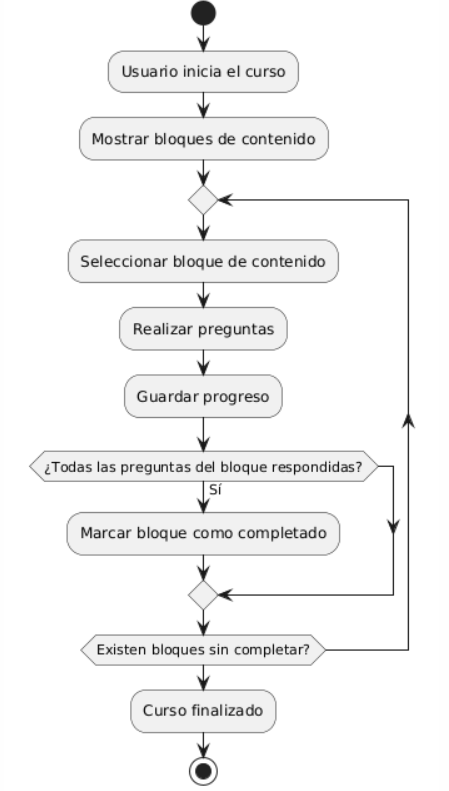 Usuario inicia el curso
Mostrar bloques de contenido
Seleccionar bloque de contenido
Realizar preguntas
Guardar progreso
¿Todas las preguntas del bloque respondidas?
Sí
Marcar bloque como completado
Existen bloques sin completar?
Curso finalizado